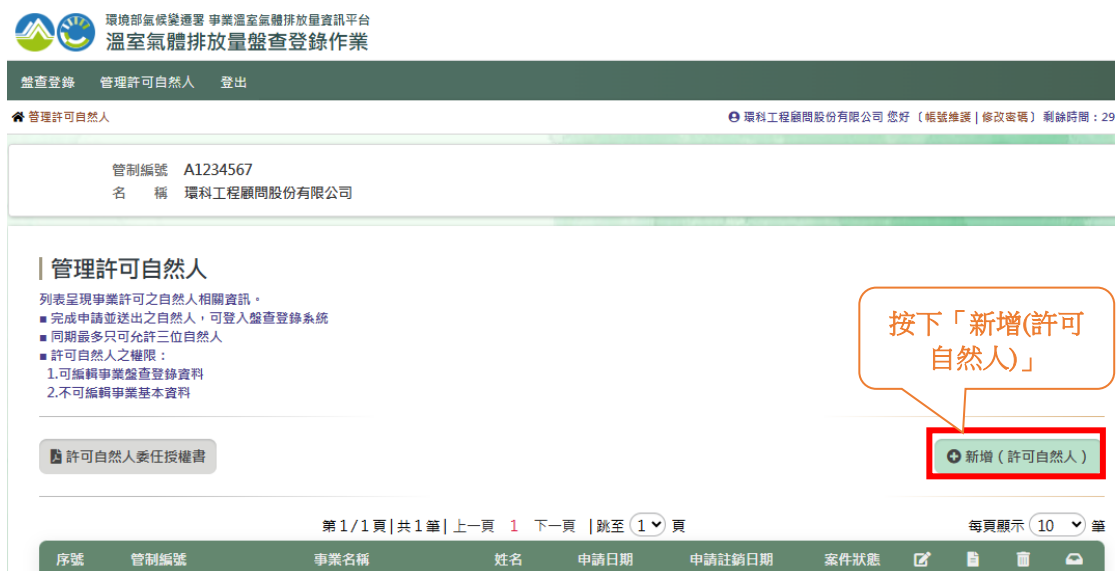 環境部氣候變遷署 事業溫室氣體排放量資訊平台
溫室氣體排放量盤查登錄作業
盤查登錄 管理許可自然人 登出
管理許可自然人
環科工程顧問股份有限公司 您好 〔帳號維護 | 修改密碼〕 剩餘時間：29
管制編號 A1234567
名 稱 環科工程顧問股份有限公司
管理許可自然人
列表呈現事業許可之自然人相關資訊。
■ 完成申請並送出之自然人，可登入盤查登錄系統
■ 同期最多只可允許三位自然人
■ 許可自然人之權限：
1.可編輯事業盤查登錄資料
2.不可編輯事業基本資料
按下「新增(許可
自然人)」
許可自然人委任授權書
新增 ( 許可自然人 )
第 1 / 1 頁 | 共 1 筆 | 上一頁 1 下一頁 | 跳至 1 頁
每頁顯示 10 筆
序號 管制編號 事業名稱 姓名 申請日期 申請註銷日期 案件狀態